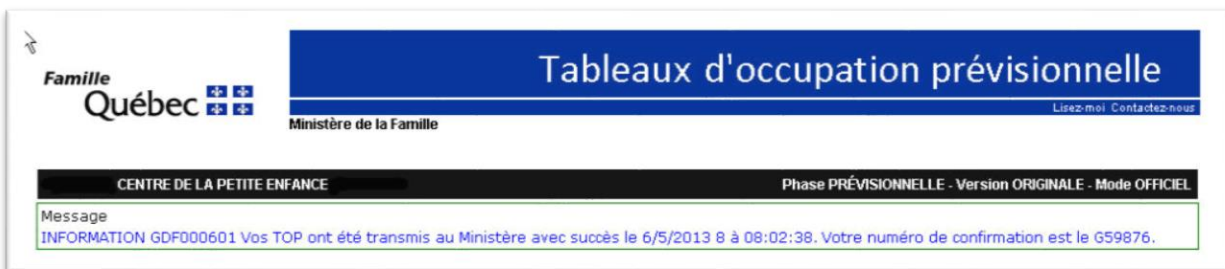 Tableaux d'occupation prévisionnelle
Famille
Québec
Lisez-moi Contactez-nous
Ministère de la Famille
CENTRE DE LA PETITE ENFANCE
Phase PRÉVISIONNELLE - Version ORIGINALE - Mode OFFICIEL
Message
INFORMATION GDF000601 Vos TOP ont été transmis au Ministère avec succès le 6/5/2013 8 à 08:02:38. Votre numéro de confirmation est le G59876.